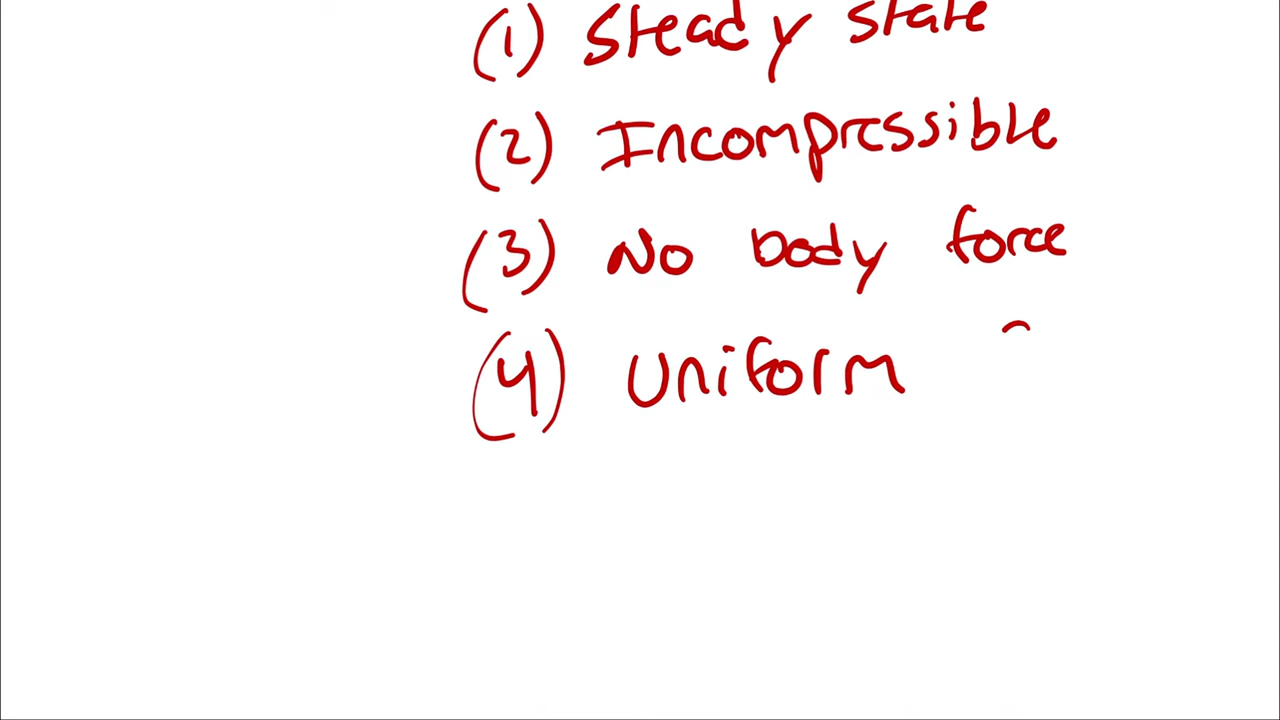 (1) Steady state
(2) Incompressible
(3) No body force
(4) Uniform